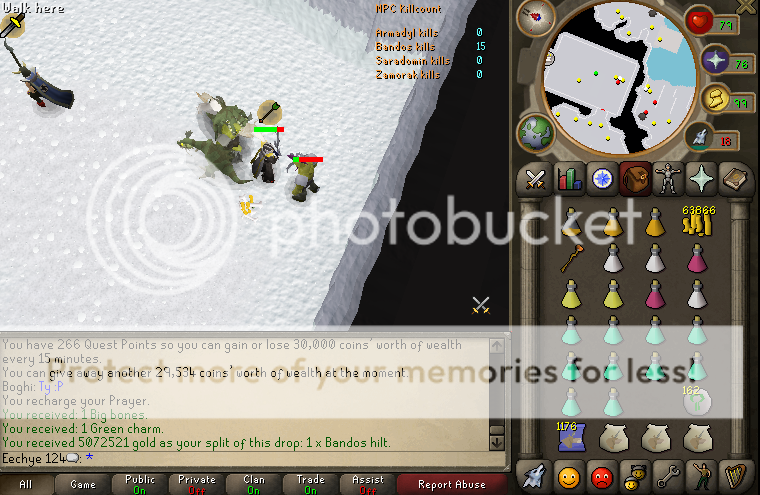 Walk here
NPC Killcount
Armadyl kills 0
Bandos kills 15
Saradomin kills 0
Zamorak kills 0
79
76
99
18
63866
162
1176
You have 266 Quest Points so you can gain or lose 30,000 coins' worth of wealth
every 15 minutes.
You can give away another 29,534 coins' worth of wealth at the moment.
Boghi: Ty :P
You recharge your Prayer.
You received: 1 Big bones.
You received: 1 Green charm.
You received 5072521 gold as your split of this drop: 1 x Bandos hilt.
Eechye 124: *
All
Game
Public
On
Private
Off
Clan
On
Trade
On
Assist
Off
Report Abuse
photobucket
Protect more of your memories for less!